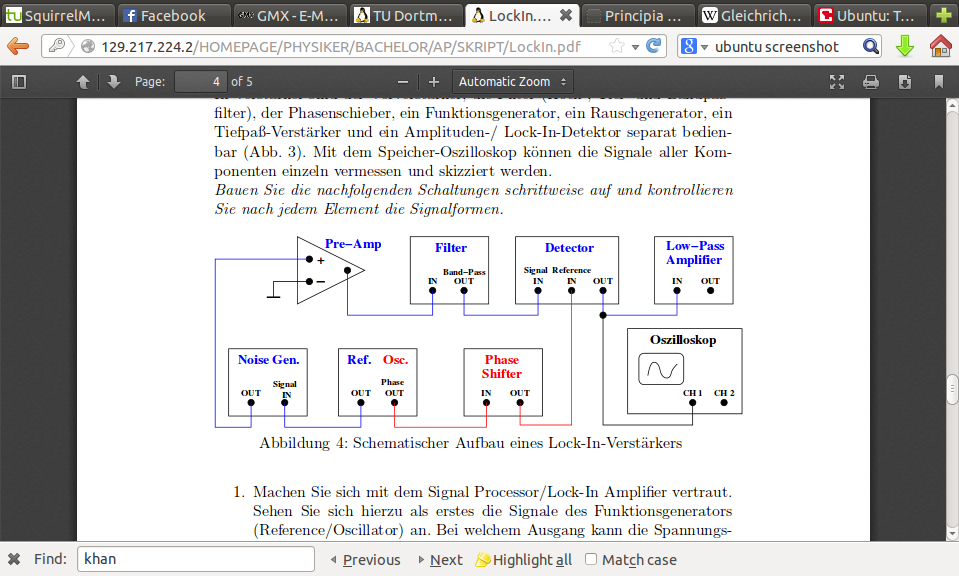 SquirrelM...
Facebook
GMX - E-M...
TU Dortm...
LockIn....
Principia ...
Gleichrich...
Ubuntu: T...
129.217.224.2/HOMEPAGE/PHYSIKER/BACHELOR/AP/SKRIPT/LockIn.pdf
ubuntu screenshot
Page: 4 of 5
Automatic Zoom
filter), der Phasenschieber, ein Funktionsgenerator, ein Rauschgenerator, ein
Tiefpaß-Verstärker und ein Amplituden-/ Lock-In-Detektor separat bedien-
bar (Abb. 3). Mit dem Speicher-Oszilloskop können die Signale aller Kom-
ponenten einzeln vermessen und skizziert werden.
Bauen Sie die nachfolgenden Schaltungen schrittweise auf und kontrollieren
Sie nach jedem Element die Signalformen.
Pre-Amp
+
-
Filter
Band-Pass
IN OUT
Detector
Signal Reference
IN IN OUT
Low-Pass
Amplifier
IN OUT
Oszilloskop
CH 1 CH 2
Noise Gen.
Signal
OUT IN
Ref. Osc.
Phase
OUT OUT
Phase
Shifter
IN OUT
Abbildung 4: Schematischer Aufbau eines Lock-In-Verstärkers
1. Machen Sie sich mit dem Signal Processor/Lock-In Amplifier vertraut.
Sehen Sie sich hierzu als erstes die Signale des Funktionsgenerators
(Reference/Oscillator) an. Bei welchem Ausgang kann die Spannungs-
Find: khan
Previous
Next
Highlight all
Match case